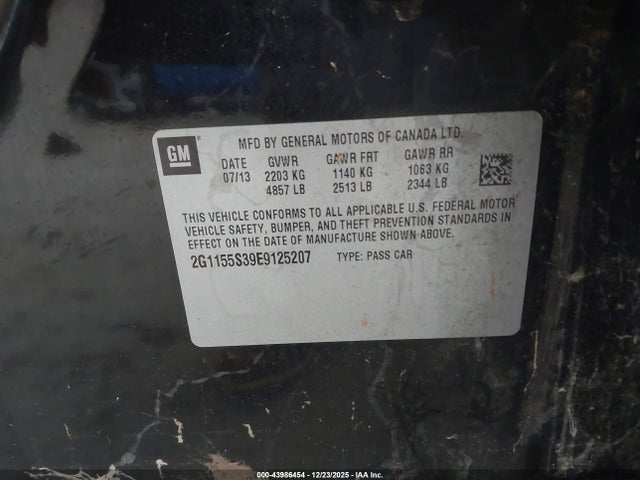 GM
MFD BY GENERAL MOTORS OF CANADA LTD.
DATE GVWR GAWR FRT GAWR RR
07/13 2203 KG 1140 KG 1063 KG
4857 LB 2513 LB 2344 LB
THIS VEHICLE CONFORMS TO ALL APPLICABLE U.S. FEDERAL MOTOR
VEHICLE SAFETY, BUMPER, AND THEFT PREVENTION STANDARDS IN
EFFECT ON THE DATE OF MANUFACTURE SHOWN ABOVE.
2G1155S39E9125207 TYPE: PASS CAR
000-43986454 - 12/23/2025 - IAA Inc.